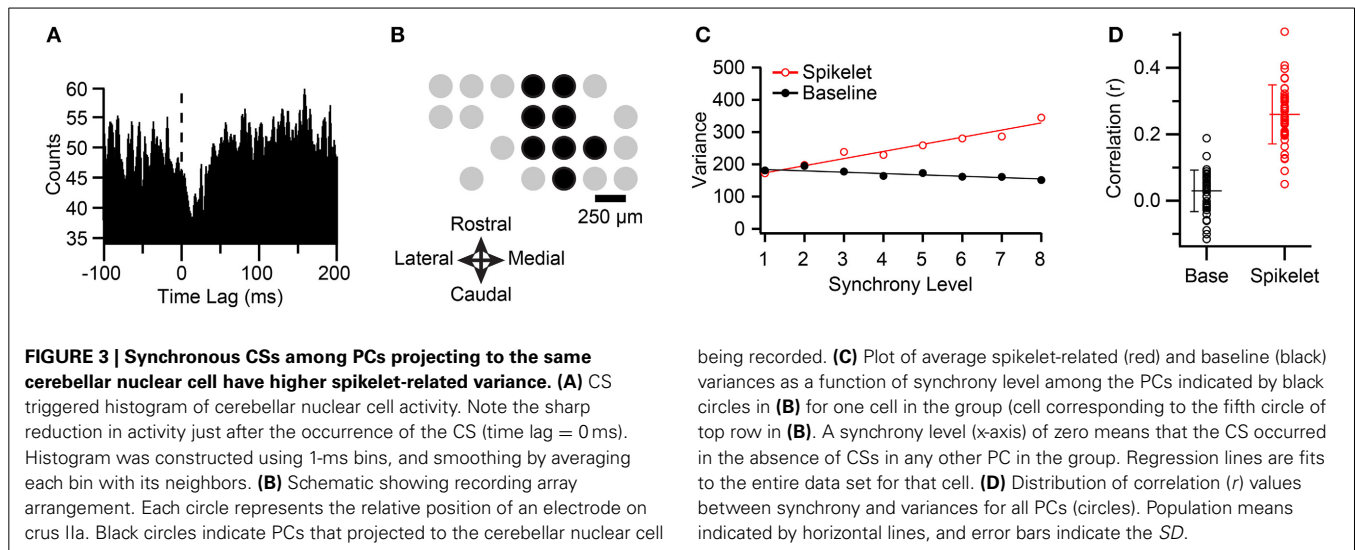 A
B
C
D
60
55
50
45
40
35
Counts
-100
0
100
200
Time Lag (ms)
250 µm
Rostral
Lateral
Medial
Caudal
500
400
300
200
100
0
Variance
Spikelet
Baseline
1
2
3
4
5
6
7
8
Synchrony Level
0.4
0.2
0.0
Correlation (r)
Base
Spikelet
FIGURE 3 | Synchronous CSs among PCs projecting to the same
cerebellar nuclear cell have higher spikelet-related variance. (A) CS
triggered histogram of cerebellar nuclear cell activity. Note the sharp
reduction in activity just after the occurrence of the CS (time lag = 0 ms).
Histogram was constructed using 1-ms bins, and smoothing by averaging
each bin with its neighbors. (B) Schematic showing recording array
arrangement. Each circle represents the relative position of an electrode on
crus IIa. Black circles indicate PCs that projected to the cerebellar nuclear cell
being recorded. (C) Plot of average spikelet-related (red) and baseline (black)
variances as a function of synchrony level among the PCs indicated by black
circles in (B) for one cell in the group (cell corresponding to the fifth circle of
top row in (B). A synchrony level (x-axis) of zero means that the CS occurred
in the absence of CSs in any other PC in the group. Regression lines are fits
to the entire data set for that cell. (D) Distribution of correlation (r) values
between synchrony and variances for all PCs (circles). Population means
indicated by horizontal lines, and error bars indicate the SD.